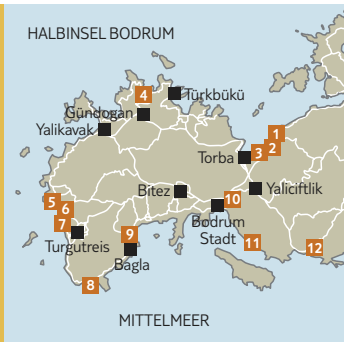 HALBINSEL BODRUM
4
Türkbükü
Gündogan
Yalikavak
1
2
3
Torba
Bitez
Yaliciftlik
5
6
10
7
Bodrum
Stadt
9
Turgutreis
11
12
Bagla
8
MITTELMEER